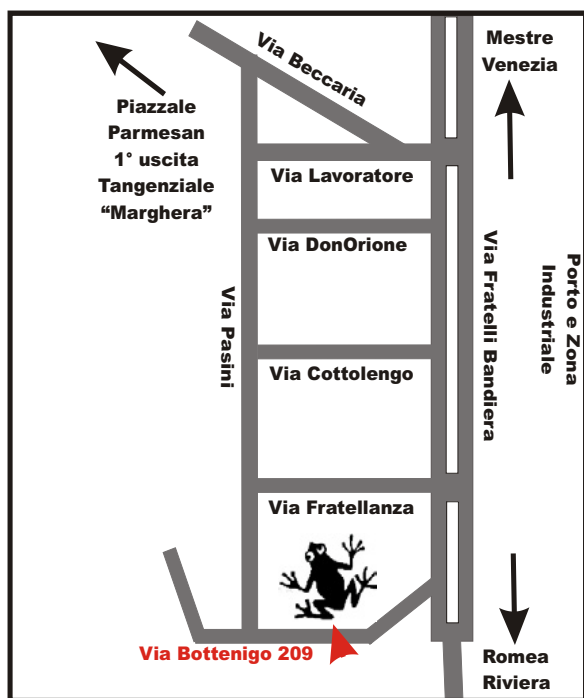 Via Beccaria
Mestre
Venezia
Piazzale
Parmesan
1° uscita
Tangenziale
“Marghera”
Via Lavoratore
Via DonOrione
Via Pasini
Via Fratelli Bandiera
Porto e Zona
Industriale
Via Cottolengo
Via Fratellanza
Via Bottenigo 209
Romea
Riviera